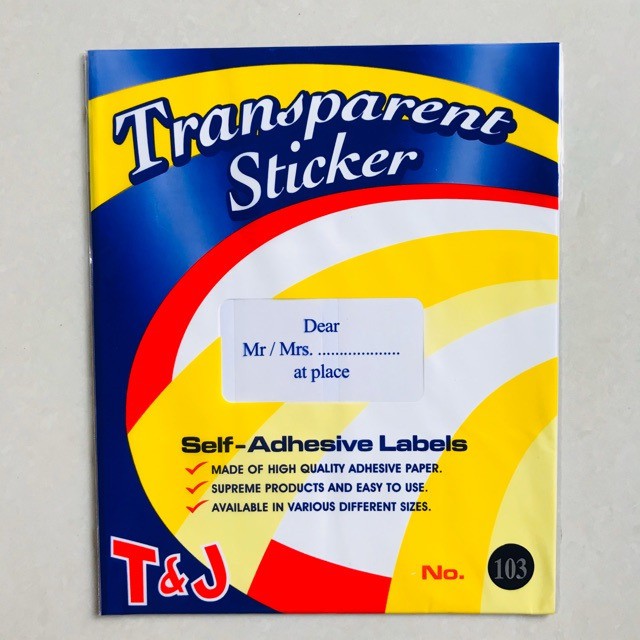 Transparent
Sticker
Dear
Mr / Mrs. ...................
at place
Self-Adhesive Labels
MADE OF HIGH QUALITY ADHESIVE PAPER.
SUPREME PRODUCTS AND EASY TO USE.
AVAILABLE IN VARIOUS DIFFERENT SIZES.
T&J
No. 103